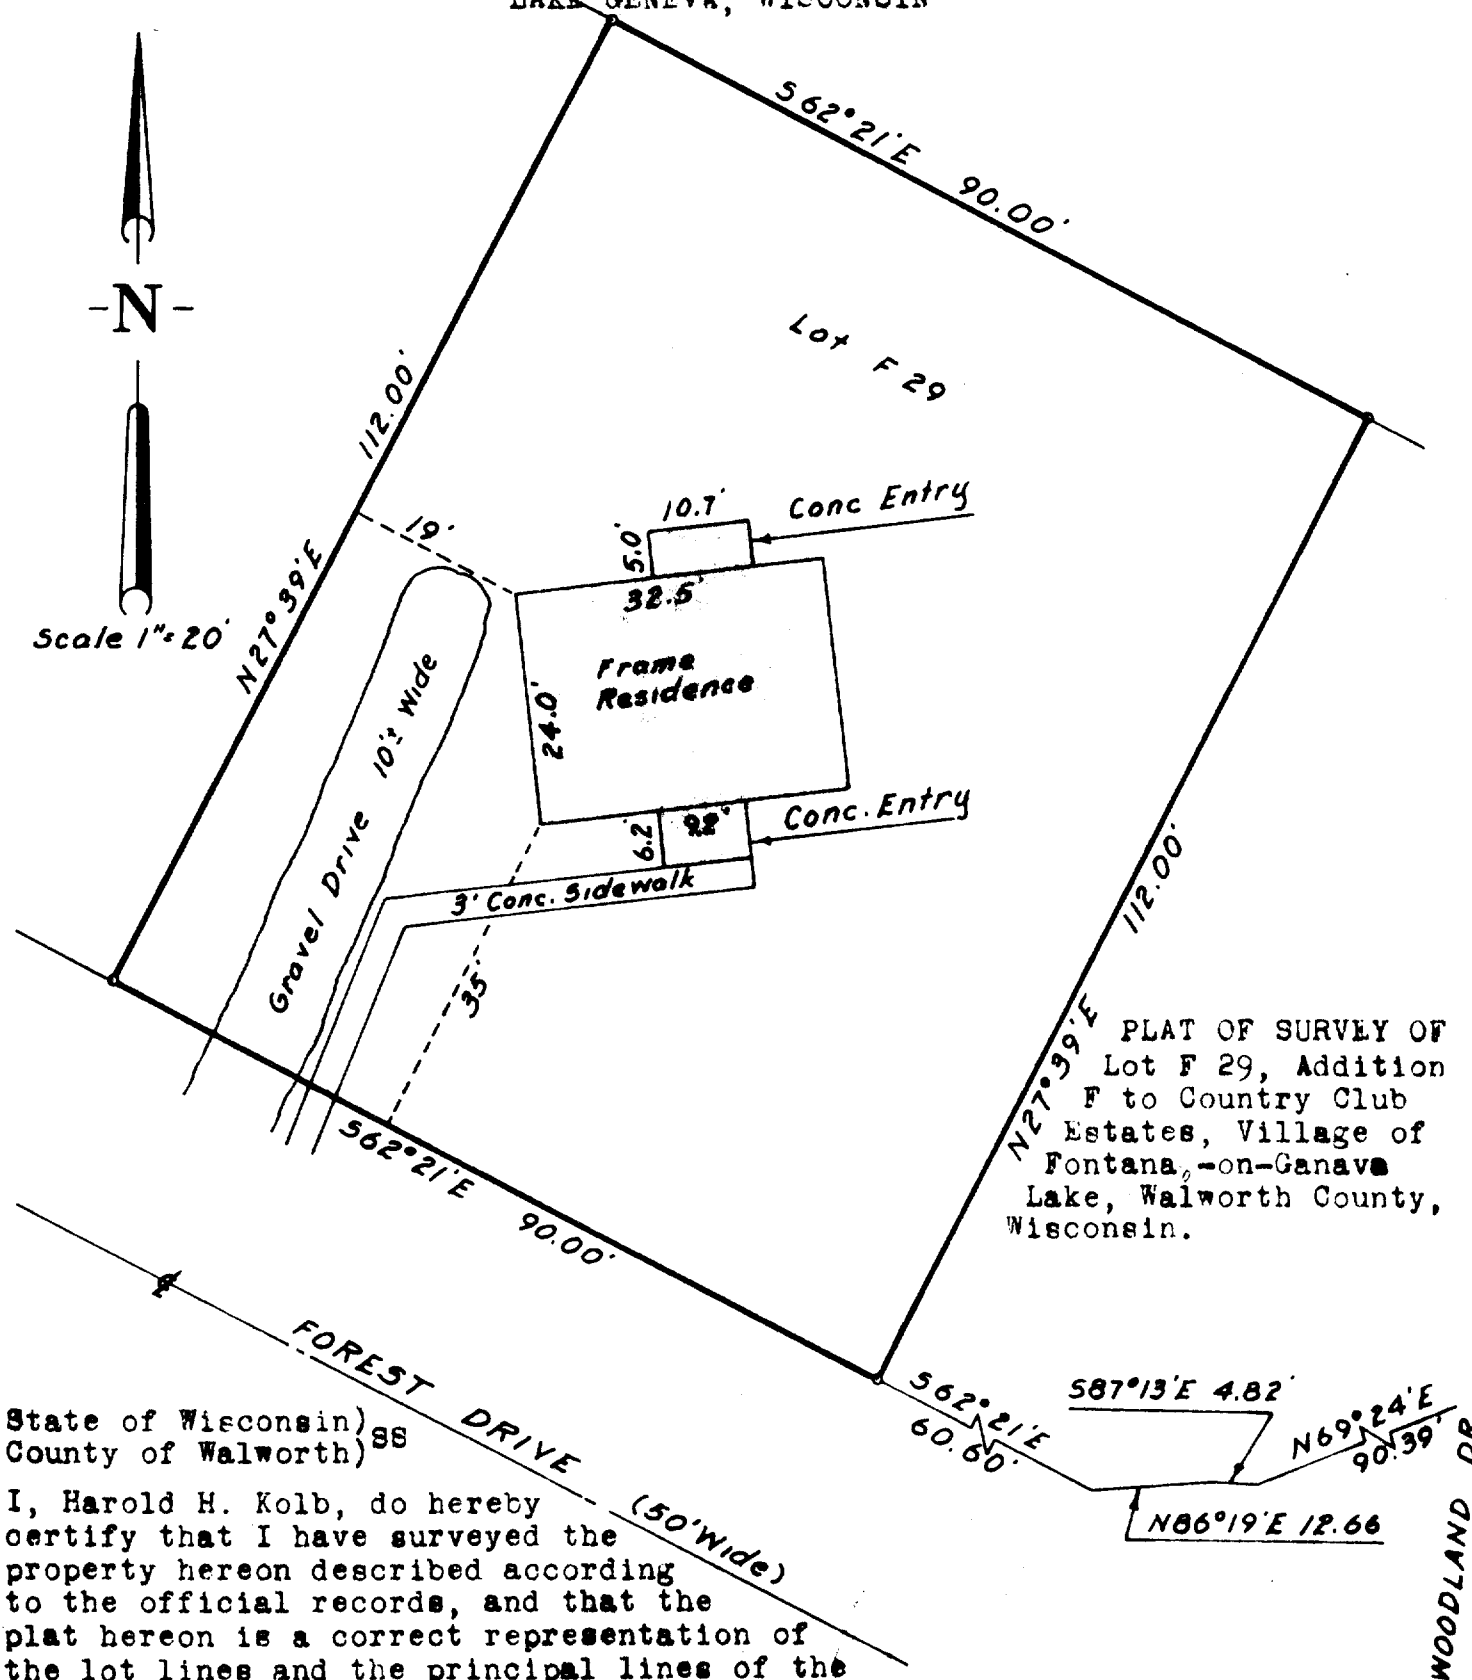 LAKE GENEVA, WISCONSIN
S 62° 21' E
90.00'
-N-
Scale 1" = 20'
112.00'
N 27° 39' E
Lot F 29
19'
10.7'
Conc Entry
5.0'
32.5'
Frame
Residence
24.0'
10'± Wide
Gravel Drive
6.2'
Conc. Entry
3' Conc. Sidewalk
35'
112.00'
N 27° 39' E
S 62° 21' E
90.00'
PLAT OF SURVEY OF
Lot F 29, Addition
F to Country Club
Estates, Village of
Fontana,-on-Ganava
Lake, Walworth County,
Wisconsin.
FOREST DRIVE (50' Wide)
S 62° 21' E
60.60'
S87°13'E 4.82'
N69°24'E
90.39'
N86°19'E 12.66
WOODLAND DR
State of Wisconsin)
County of Walworth)SS
I, Harold H. Kolb, do hereby
certify that I have surveyed the
property hereon described according
to the official records, and that the
plat hereon is a correct representation of
the lot lines and the principal lines of the